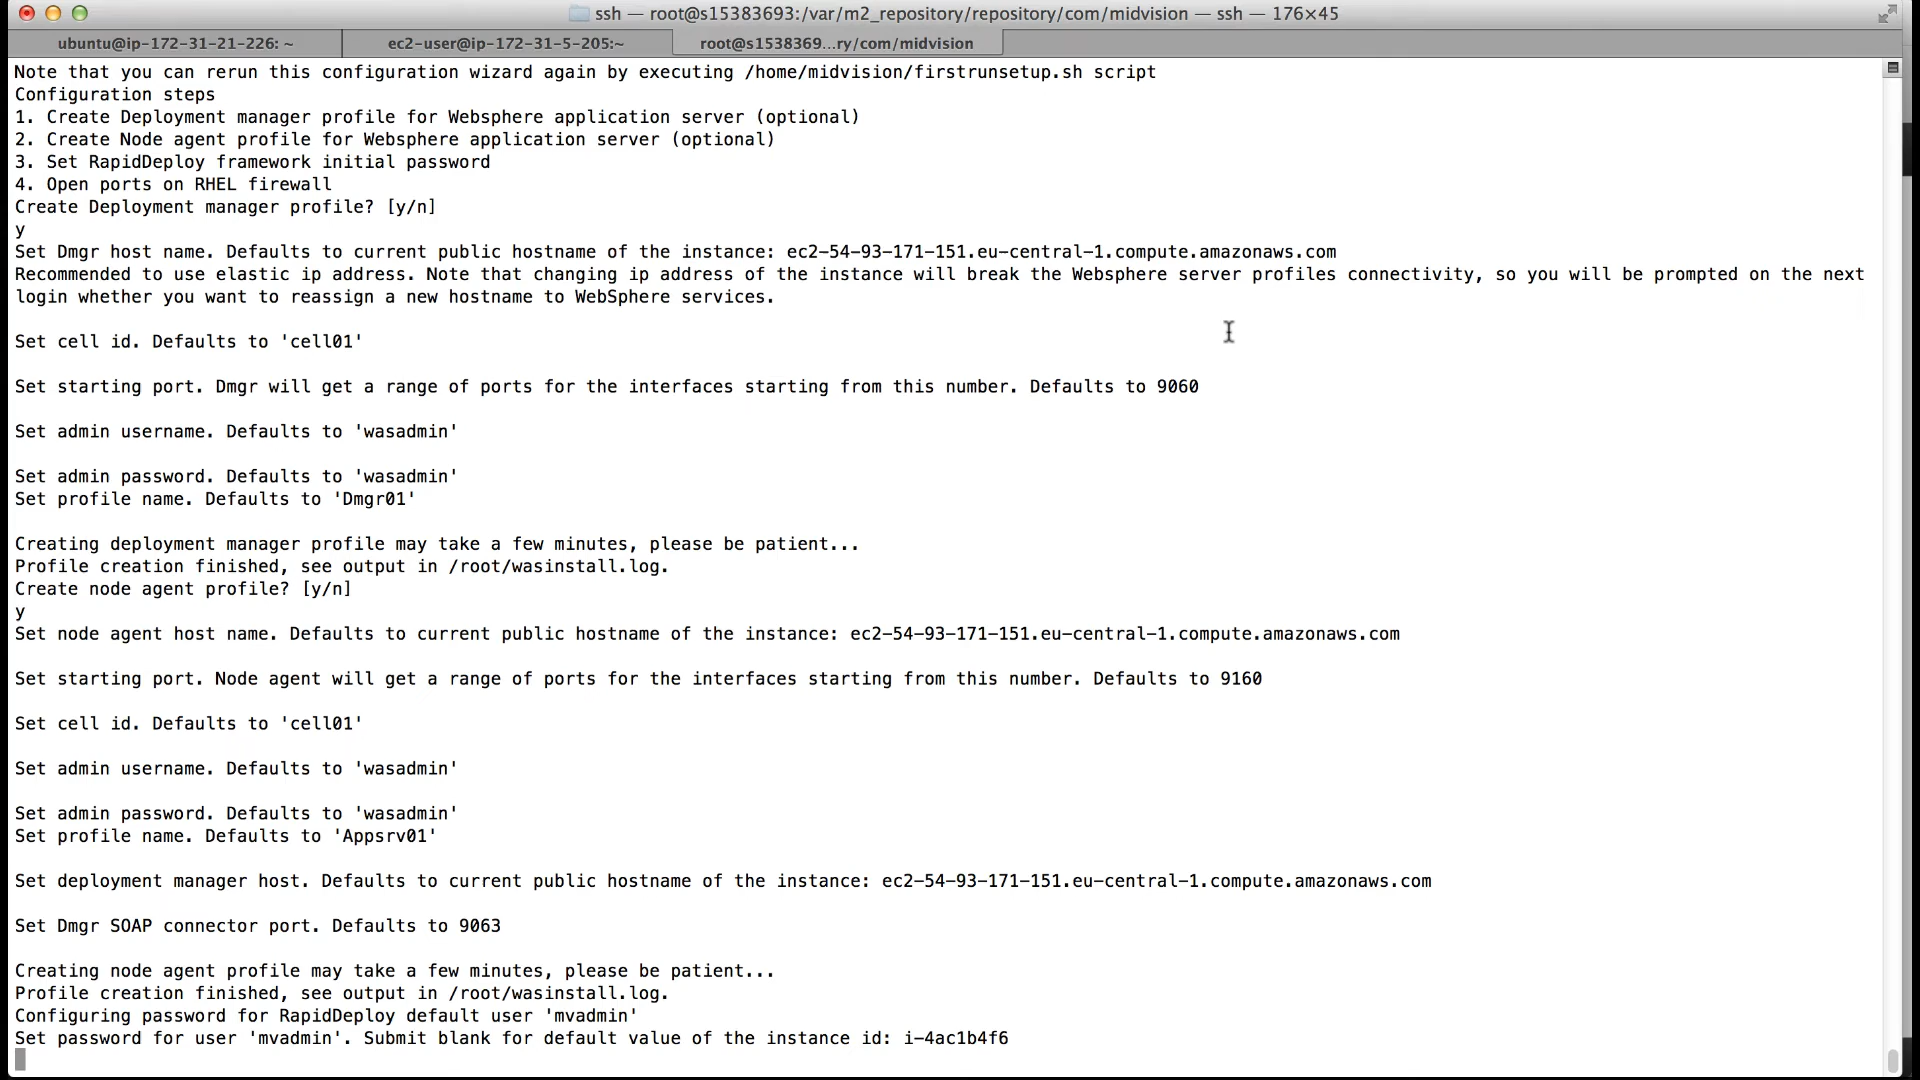 ssh — root@s15383693:/var/m2_repository/repository/com/midvision — ssh — 176×45
ubuntu@ip-172-31-21-226: ~
ec2-user@ip-172-31-5-205:~
root@s1538369...ry/com/midvision
Note that you can rerun this configuration wizard again by executing /home/midvision/firstrunsetup.sh script
Configuration steps
1. Create Deployment manager profile for Websphere application server (optional)
2. Create Node agent profile for Websphere application server (optional)
3. Set RapidDeploy framework initial password
4. Open ports on RHEL firewall
Create Deployment manager profile? [y/n]
y
Set Dmgr host name. Defaults to current public hostname of the instance: ec2-54-93-171-151.eu-central-1.compute.amazonaws.com
Recommended to use elastic ip address. Note that changing ip address of the instance will break the Websphere server profiles connectivity, so you will be prompted on the next
login whether you want to reassign a new hostname to WebSphere services.
Set cell id. Defaults to 'cell01'
Set starting port. Dmgr will get a range of ports for the interfaces starting from this number. Defaults to 9060
Set admin username. Defaults to 'wasadmin'
Set admin password. Defaults to 'wasadmin'
Set profile name. Defaults to 'Dmgr01'
Creating deployment manager profile may take a few minutes, please be patient...
Profile creation finished, see output in /root/wasinstall.log.
Create node agent profile? [y/n]
y
Set node agent host name. Defaults to current public hostname of the instance: ec2-54-93-171-151.eu-central-1.compute.amazonaws.com
Set starting port. Node agent will get a range of ports for the interfaces starting from this number. Defaults to 9160
Set cell id. Defaults to 'cell01'
Set admin username. Defaults to 'wasadmin'
Set admin password. Defaults to 'wasadmin'
Set profile name. Defaults to 'Appsrv01'
Set deployment manager host. Defaults to current public hostname of the instance: ec2-54-93-171-151.eu-central-1.compute.amazonaws.com
Set Dmgr SOAP connector port. Defaults to 9063
Creating node agent profile may take a few minutes, please be patient...
Profile creation finished, see output in /root/wasinstall.log.
Configuring password for RapidDeploy default user 'mvadmin'
Set password for user 'mvadmin'. Submit blank for default value of the instance id: i-4ac1b4f6